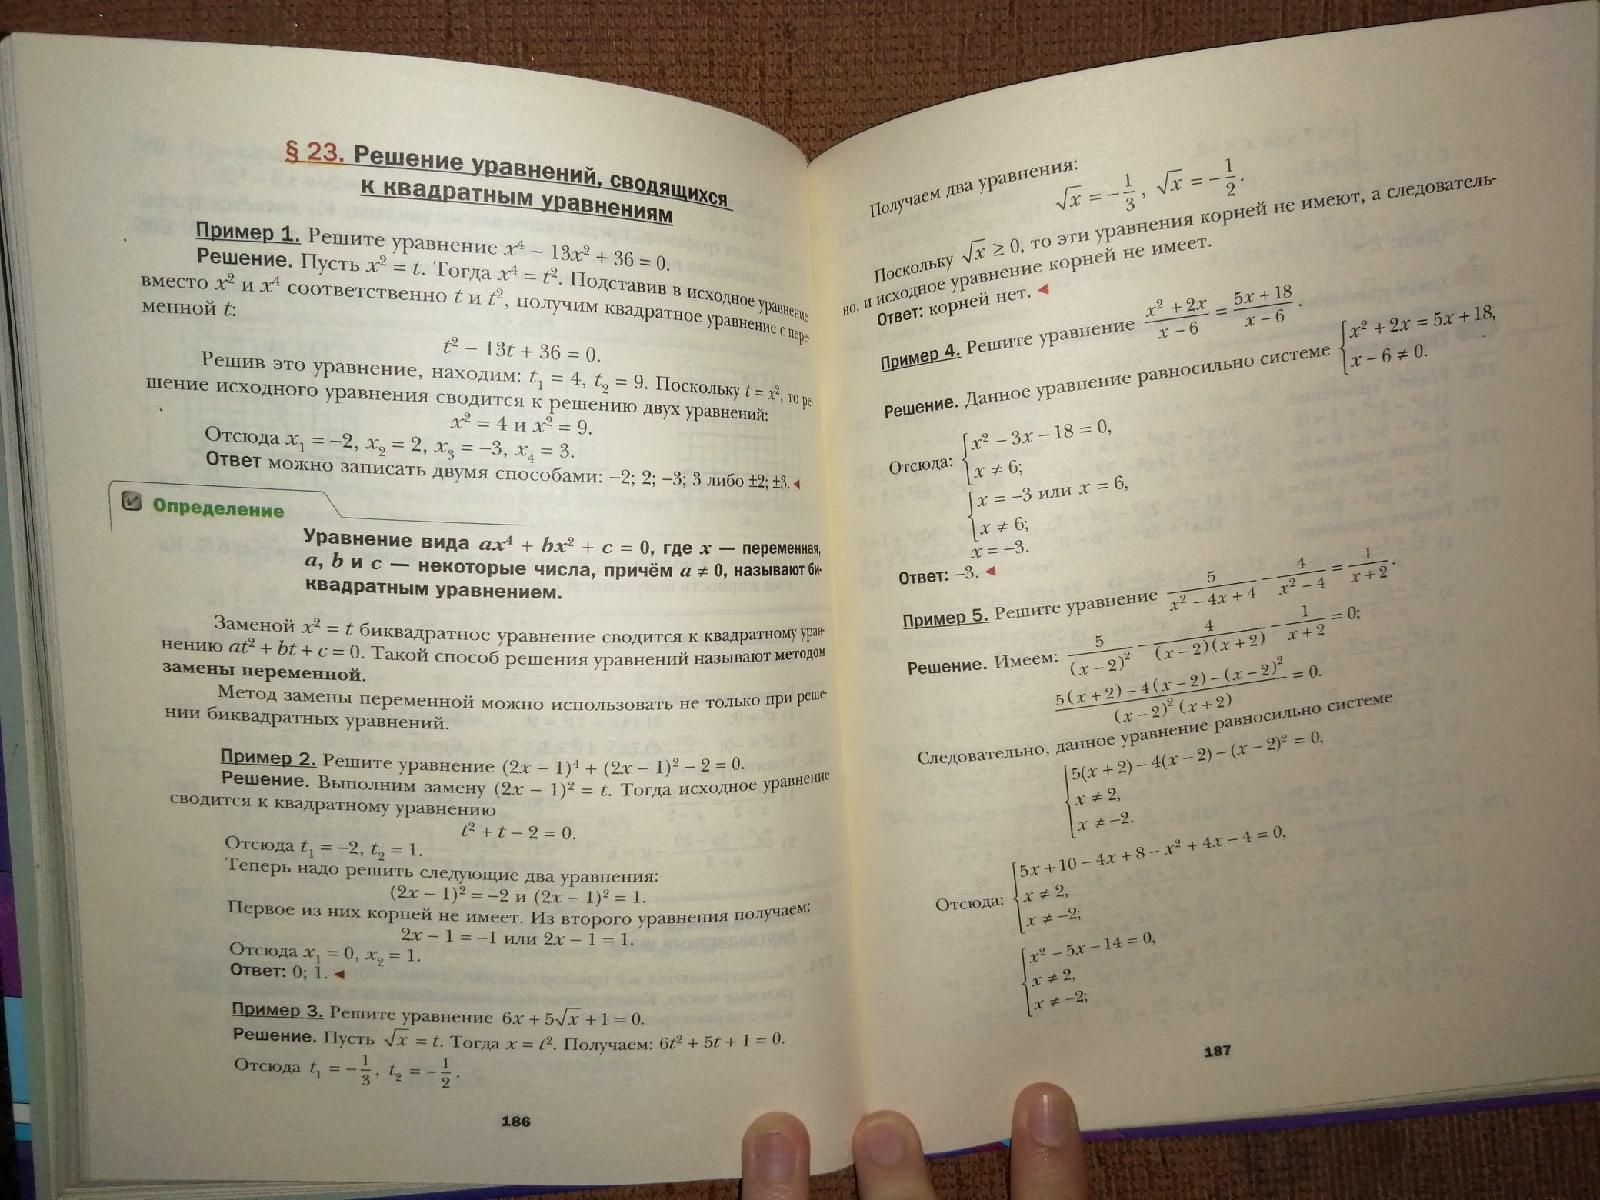 § 23. Решение уравнений, сводящихся
к квадратным уравнениям
Пример 1. Решите уравнение x⁴ − 13x² + 36 = 0.
Решение. Пусть x² = t. Тогда x⁴ = t². Подставив в исходное уравнение
вместо x² и x⁴ соответственно t и t², получим квадратное уравнение с пере-
менной t:
t² − 13t + 36 = 0.
Решив это уравнение, находим: t₁ = 4, t₂ = 9. Поскольку t = x², то ре-
шение исходного уравнения сводится к решению двух уравнений:
x² = 4 и x² = 9.
Отсюда x₁ = −2, x₂ = 2, x₃ = −3, x₄ = 3.
Ответ можно записать двумя способами: −2; 2; −3; 3 либо ±2; ±3. ◄
Определение
Уравнение вида ax⁴ + bx² + c = 0, где x — переменная,
a, b и c — некоторые числа, причём a ≠ 0, называют би-
квадратным уравнением.
Заменой x² = t биквадратное уравнение сводится к квадратному урав-
нению at² + bt + c = 0. Такой способ решения уравнений называют методом
замены переменной.
Метод замены переменной можно использовать не только при реше-
нии биквадратных уравнений.
Пример 2. Решите уравнение (2x − 1)⁴ + (2x − 1)² − 2 = 0.
Решение. Выполним замену (2x − 1)² = t. Тогда исходное уравнение
сводится к квадратному уравнению
t² + t − 2 = 0.
Отсюда t₁ = −2, t₂ = 1.
Теперь надо решить следующие два уравнения:
(2x − 1)² = −2 и (2x − 1)² = 1.
Первое из них корней не имеет. Из второго уравнения получаем:
2x − 1 = −1 или 2x − 1 = 1.
Отсюда x₁ = 0, x₂ = 1.
Ответ: 0; 1. ◄
Пример 3. Решите уравнение 6x + 5√x + 1 = 0.
Решение. Пусть √x = t. Тогда x = t². Получаем: 6t² + 5t + 1 = 0.
Отсюда t₁ = −1/3, t₂ = −1/2.
186
Получаем два уравнения:
√x = −1/3, √x = −1/2.
Поскольку √x ≥ 0, то эти уравнения корней не имеют, а следователь-
но, и исходное уравнение корней не имеет.
Ответ: корней нет. ◄
Пример 4. Решите уравнение (x² + 2x)/(x − 6) = (5x + 18)/(x − 6).
Решение. Данное уравнение равносильно системе { x² + 2x = 5x + 18,
x − 6 ≠ 0.
Отсюда: { x² − 3x − 18 = 0,
x ≠ 6;
{ x = −3 или x = 6,
x ≠ 6;
x = −3.
Ответ: −3. ◄
Пример 5. Решите уравнение 5/(x² − 4x + 4) − 4/(x² − 4) = 1/(x + 2).
Решение. Имеем: 5/(x − 2)² − 4/((x − 2)(x + 2)) − 1/(x + 2) = 0;
(5(x + 2) − 4(x − 2) − (x − 2)²)/((x − 2)²(x + 2)) = 0.
Следовательно, данное уравнение равносильно системе
{ 5(x + 2) − 4(x − 2) − (x − 2)² = 0,
x ≠ 2,
x ≠ −2.
Отсюда: { 5x + 10 − 4x + 8 − x² + 4x − 4 = 0,
x ≠ 2,
x ≠ −2;
{ x² − 5x − 14 = 0,
x ≠ 2,
x ≠ −2;
187